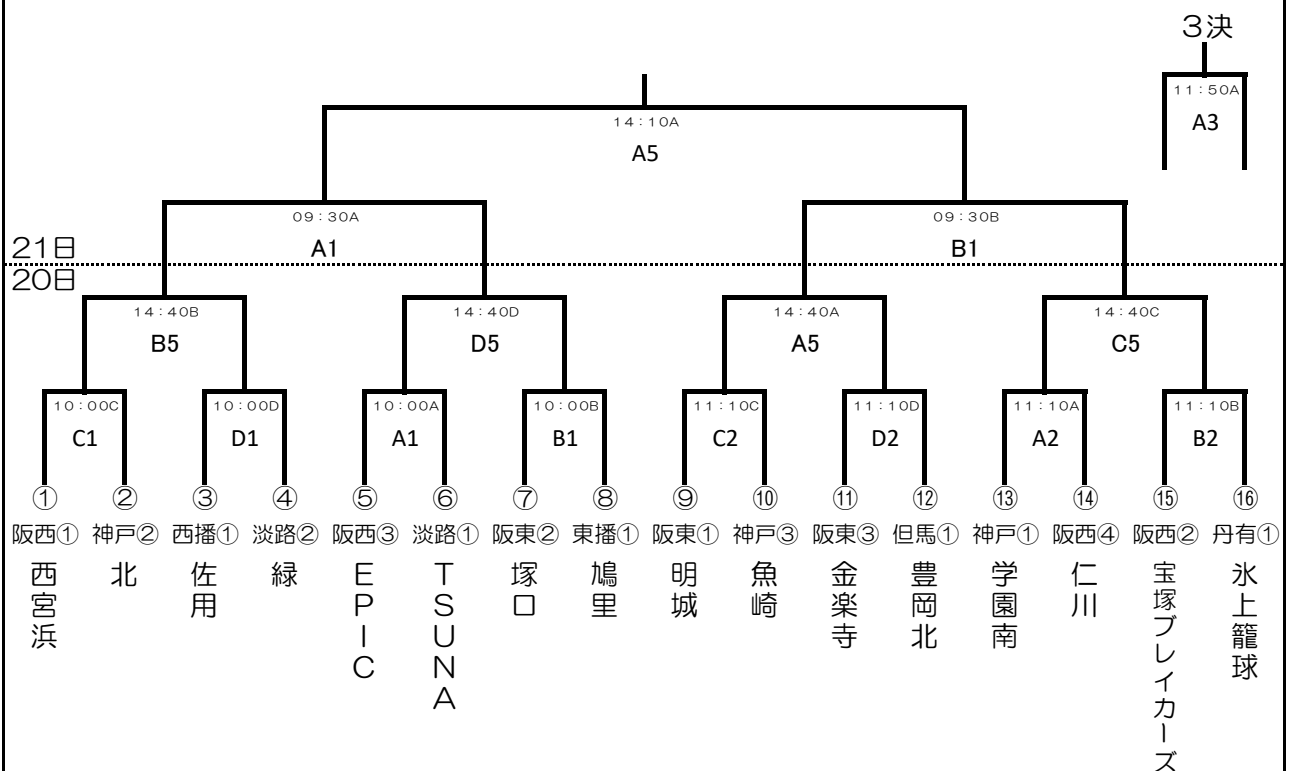 3決
11:50A
A3
14:10A
A5
09:30A
A1
09:30B
B1
21日
20日
14:40B
B5
14:40D
D5
14:40A
A5
14:40C
C5
10:00C
C1
10:00D
D1
10:00A
A1
10:00B
B1
11:10C
C2
11:10D
D2
11:10A
A2
11:10B
B2
① ② ③ ④ ⑤ ⑥ ⑦ ⑧ ⑨ ⑩ ⑪ ⑫ ⑬ ⑭ ⑮ ⑯
阪西① 神戸② 西播① 淡路② 阪西③ 淡路① 阪東② 東播① 阪東① 神戸③ 阪東③ 但馬① 神戸① 阪西④ 阪西② 丹有①
西宮浜
北
佐用
緑
EPIC
TSUNA
塚口
鳩里
明城
魚崎
金楽寺
豊岡北
学園南
仁川
宝塚ブレイカーズ
氷上籠球